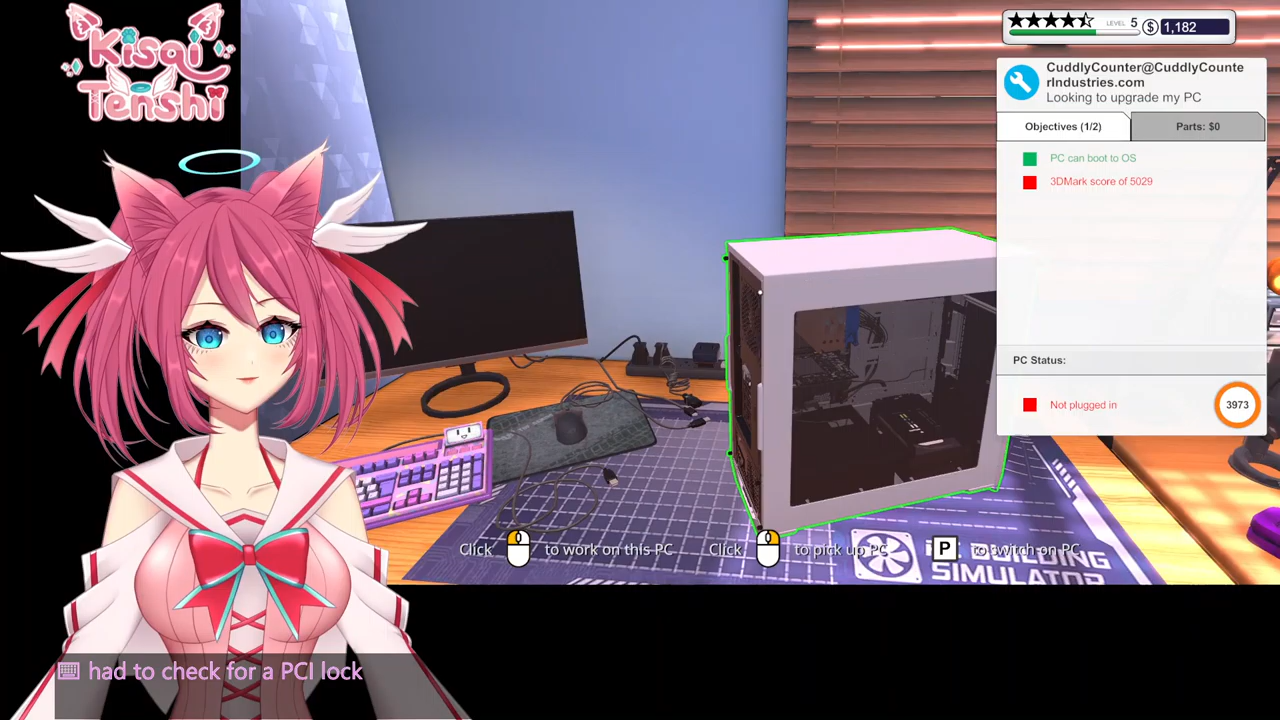 Kisai
Tenshi
LEVEL 5
$ 1,182
CuddlyCounter@CuddlyCounte
rIndustries.com
Looking to upgrade my PC
Objectives (1/2)
Parts: $0
PC can boot to OS
3DMark score of 5029
PC Status:
Not plugged in
3973
Click to work on this PC
Click to pick up PC
P to switch on PC
BUILDING
SIMULATOR
had to check for a PCI lock